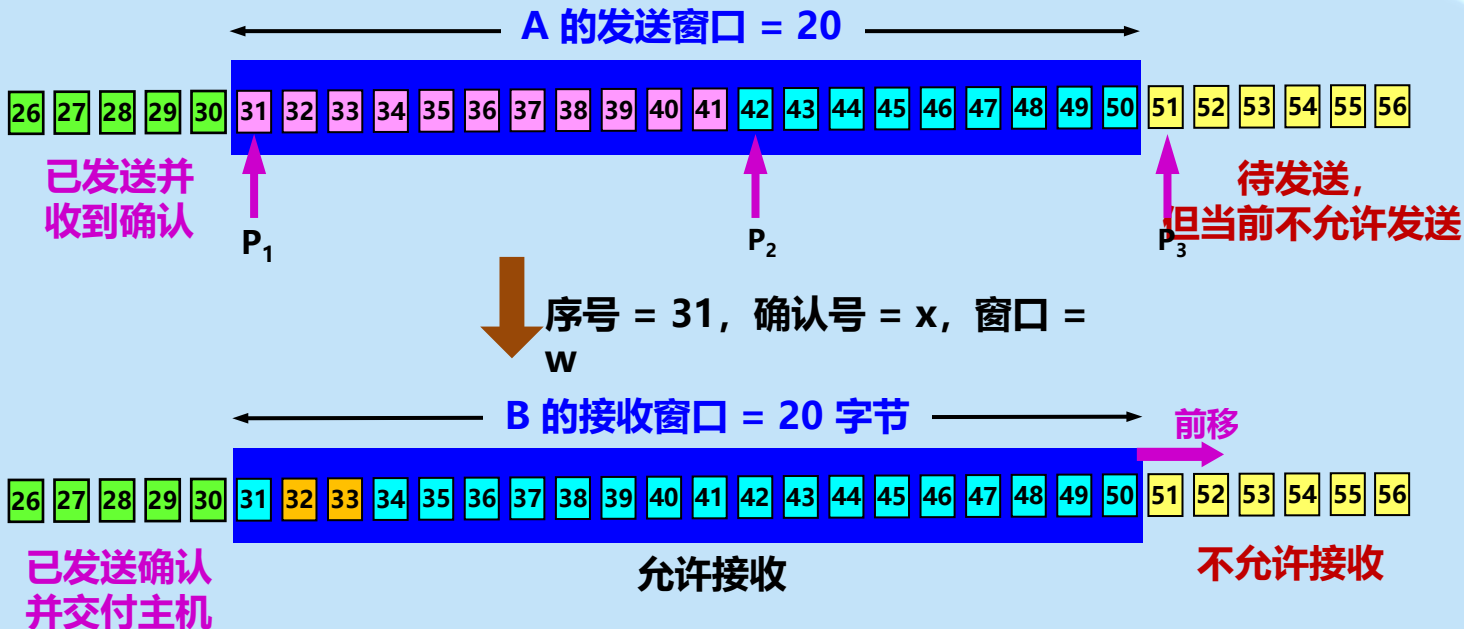 A 的发送窗口 = 20
26 27 28 29 30 31 32 33 34 35 36 37 38 39 40 41 42 43 44 45 46 47 48 49 50 51 52 53 54 55 56
已发送并
收到确认
待发送，
但当前不允许发送
P1
P2
P3
序号 = 31，确认号 = x，窗口 =
w
B 的接收窗口 = 20 字节
前移
26 27 28 29 30 31 32 33 34 35 36 37 38 39 40 41 42 43 44 45 46 47 48 49 50 51 52 53 54 55 56
已发送确认
并交付主机
允许接收
不允许接收